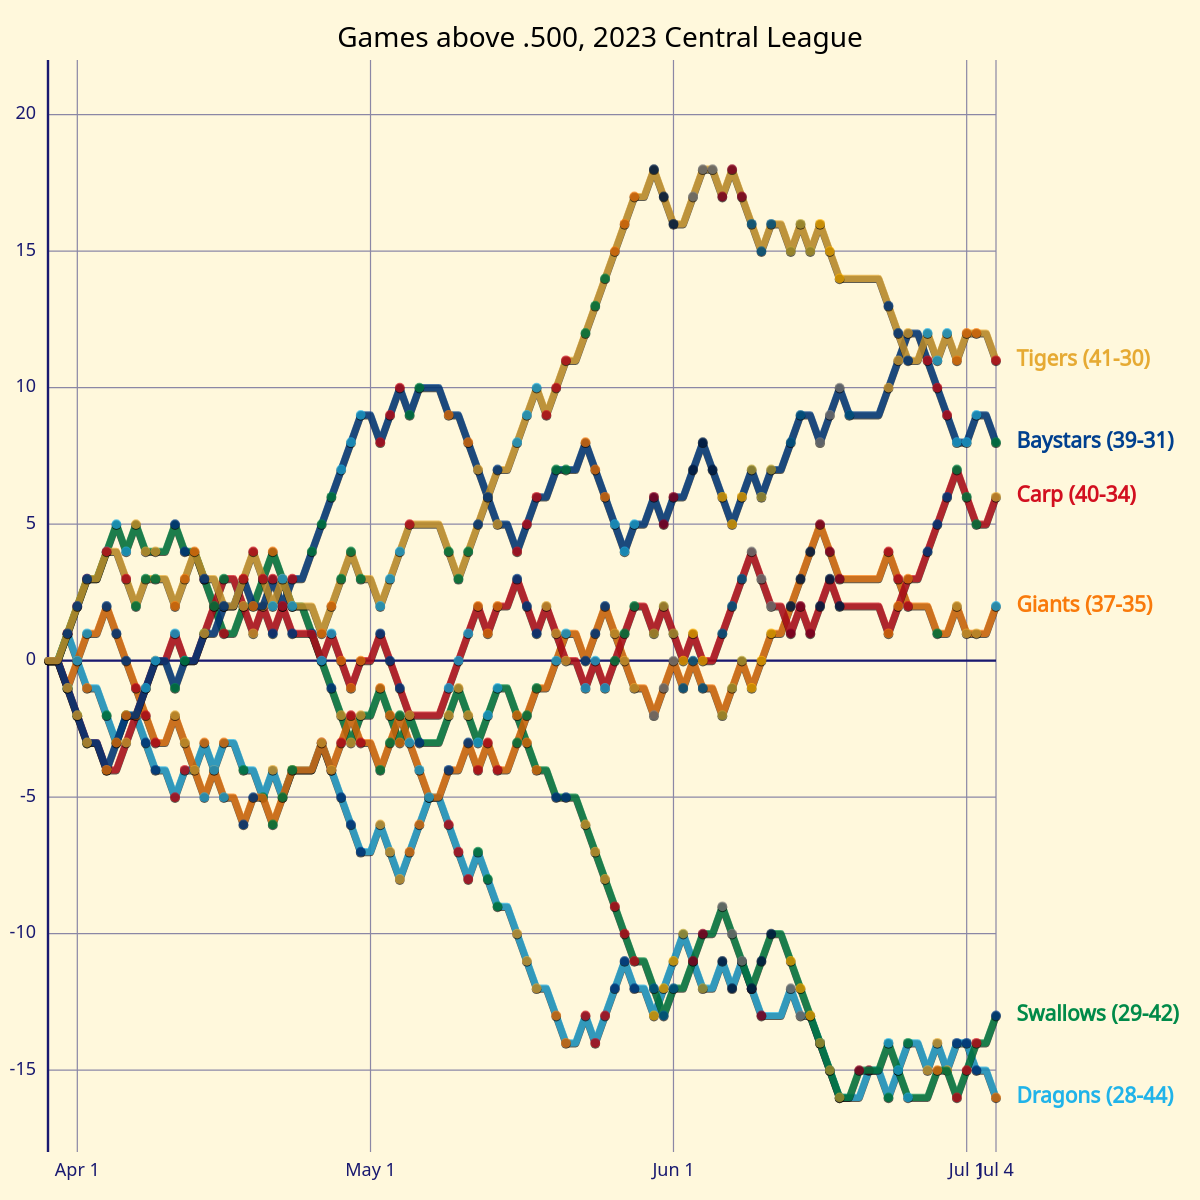 Games above .500, 2023 Central League
20
15
10
5
0
-5
-10
-15
Tigers (41-30)
Baystars (39-31)
Carp (40-34)
Giants (37-35)
Swallows (29-42)
Dragons (28-44)
Apr 1
May 1
Jun 1
Jul 1
Jul 4